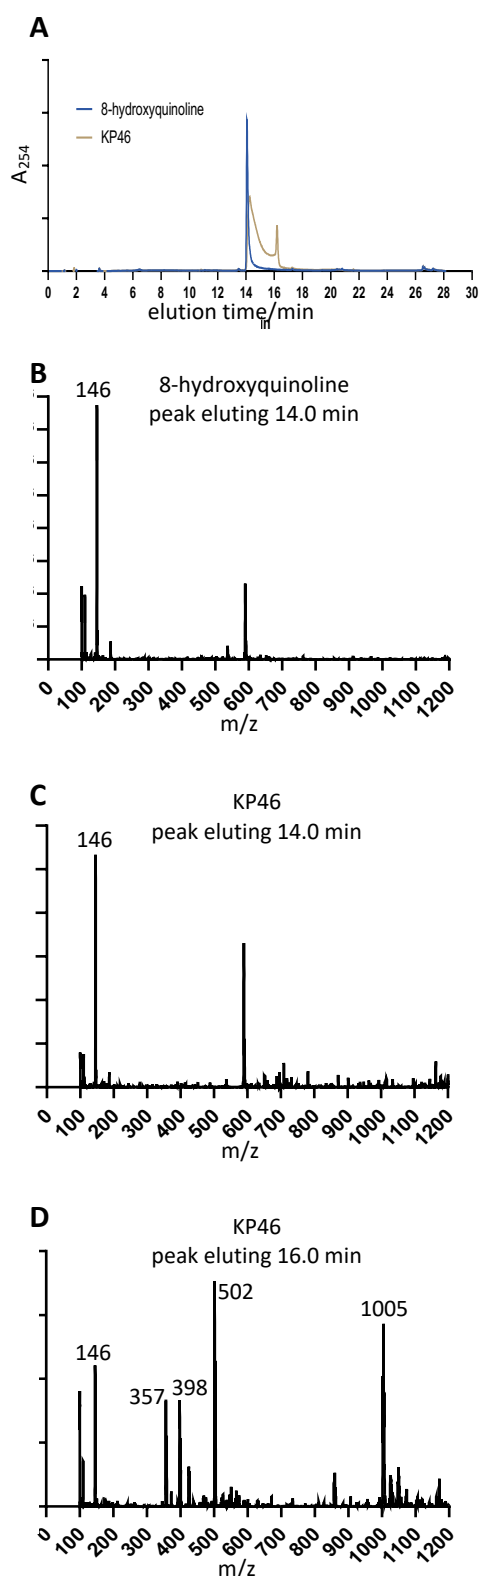 A
8-hydroxyquinoline
KP46
A254
0 2 4 6 8 10 12 14 16 18 20 22 24 26 28 30
elution time/min
in
B
8-hydroxyquinoline
peak eluting 14.0 min
146
0 100 200 300 400 500 600 700 800 900 1000 1100 1200
m/z
C
KP46
peak eluting 14.0 min
146
0 100 200 300 400 500 600 700 800 900 1000 1100 1200
m/z
D
KP46
peak eluting 16.0 min
502
1005
146
357 398
0 100 200 300 400 500 600 700 800 900 1000 1100 1200
m/z